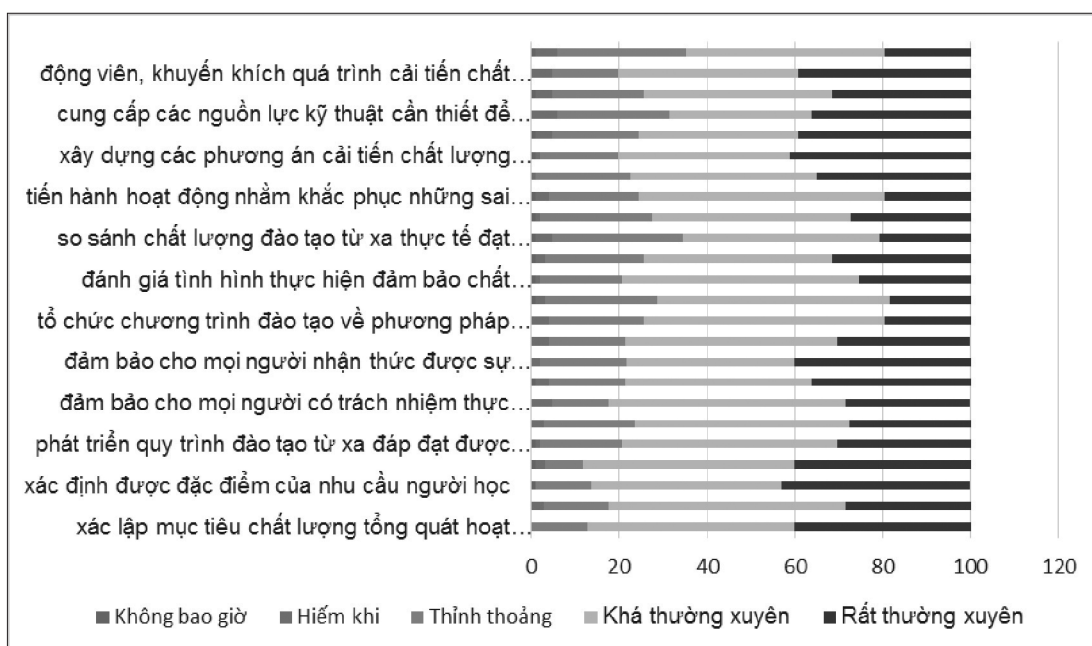 động viên, khuyến khích quá trình cải tiến chất...
cung cấp các nguồn lực kỹ thuật cần thiết để...
xây dựng các phương án cải tiến chất lượng...
tiến hành hoạt động nhằm khắc phục những sai...
so sánh chất lượng đào tạo từ xa thực tế đạt...
đánh giá tình hình thực hiện đảm bảo chất...
tổ chức chương trình đào tạo về phương pháp...
đảm bảo cho mọi người nhận thức được sự...
đảm bảo cho mọi người có trách nhiệm thực...
phát triển quy trình đào tạo từ xa đáp đạt được...
xác định được đặc điểm của nhu cầu người học
xác lập mục tiêu chất lượng tổng quát hoạt...
0 20 40 60 80 100 120
Không bao giờ Hiếm khi Thỉnh thoảng Khá thường xuyên Rất thường xuyên